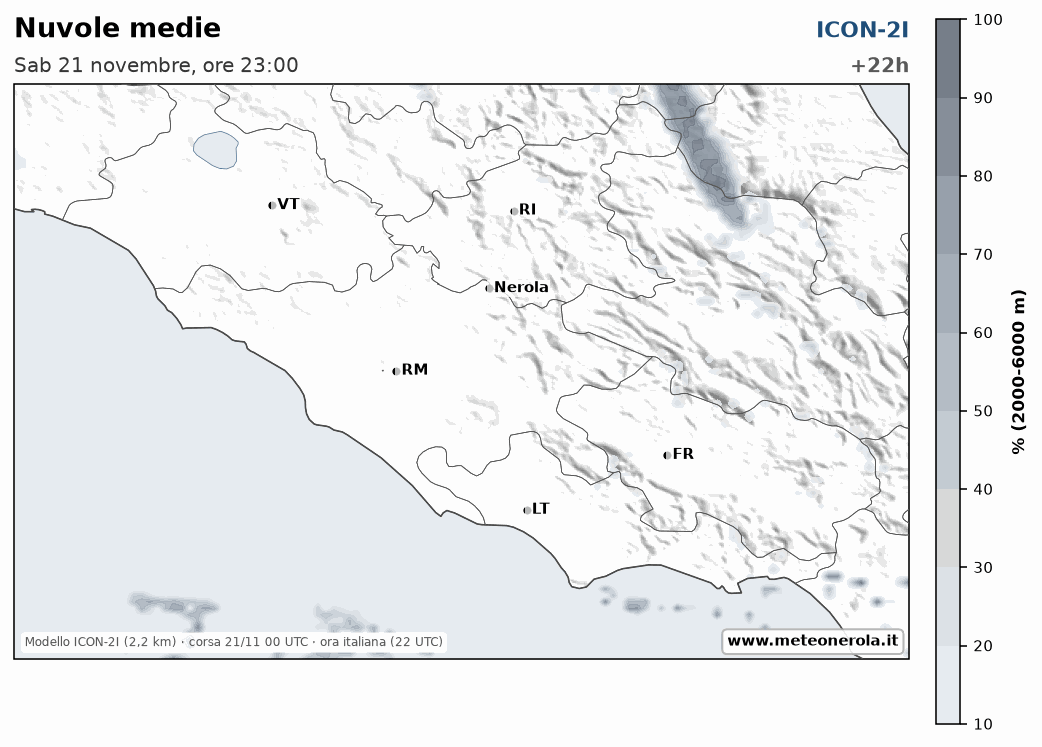 Nuvole medie
ICON-2I
Sab 21 novembre, ore 23:00
+22h
VT
RI
Nerola
RM
FR
LT
Modello ICON-2I (2,2 km) · corsa 21/11 00 UTC · ora italiana (22 UTC)
www.meteonerola.it
100
90
80
70
60
50
40
30
20
10
% (2000-6000 m)